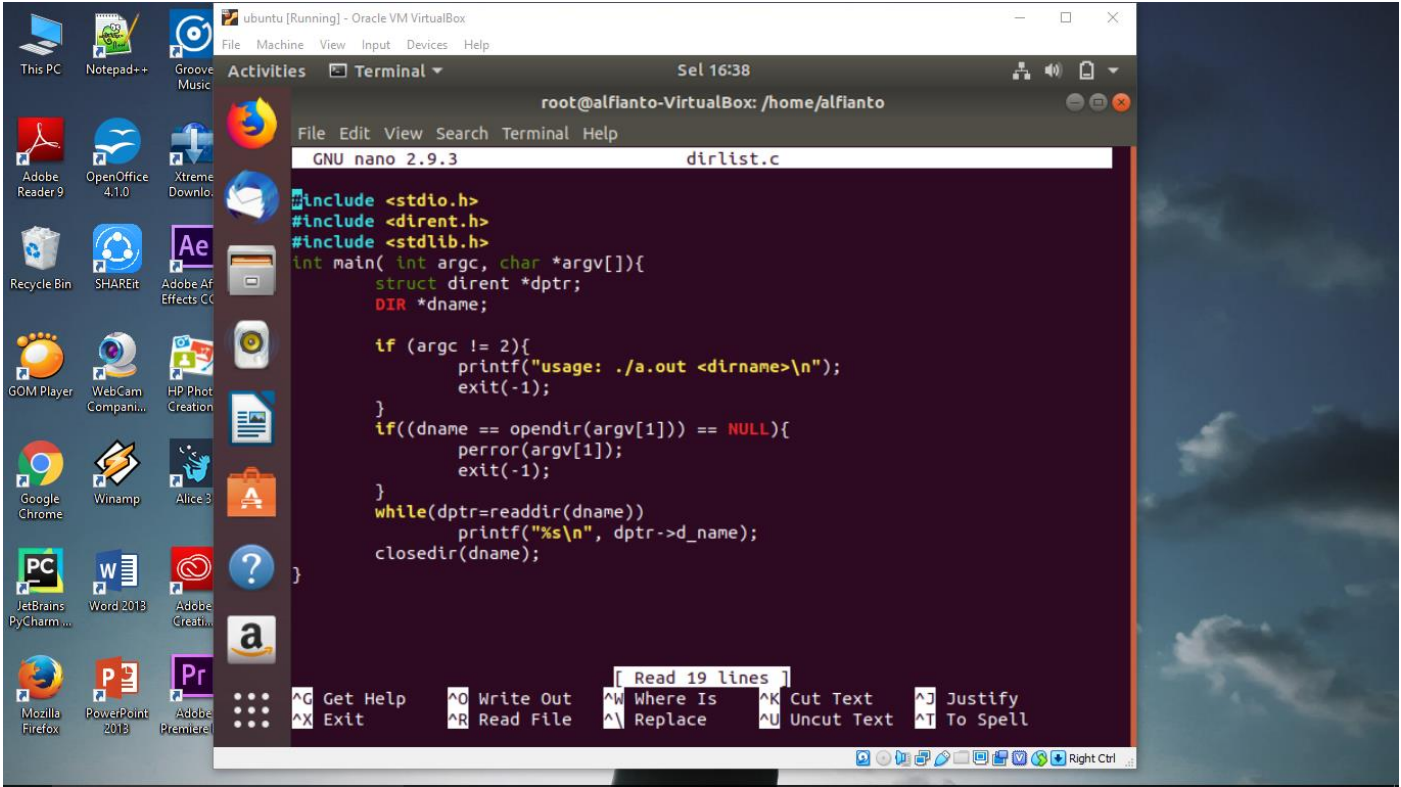 ubuntu [Running] - Oracle VM VirtualBox
File Machine View Input Devices Help
Activities Terminal Sel 16:38
root@alfianto-VirtualBox: /home/alfianto
File Edit View Search Terminal Help
GNU nano 2.9.3 dirlist.c
#include <stdio.h>
#include <dirent.h>
#include <stdlib.h>
int main( int argc, char *argv[]){
struct dirent *dptr;
DIR *dname;
if (argc != 2){
printf("usage: ./a.out <dirname>\n");
exit(-1);
}
if((dname == opendir(argv[1])) == NULL){
perror(argv[1]);
exit(-1);
}
while(dptr=readdir(dname))
printf("%s\n", dptr->d_name);
closedir(dname);
}
[ Read 19 lines ]
^G Get Help ^O Write Out ^W Where Is ^K Cut Text ^J Justify
^X Exit ^R Read File ^\ Replace ^U Uncut Text ^T To Spell
Right Ctrl
This PC Notepad++ Groove
Music
Adobe OpenOffice Xtreme
Reader 9 4.1.0 Downlo.
Recycle Bin SHAREit Adobe Af
Effects CC
GOM Player WebCam HP Phot
Compani... Creation
Google Winamp Alice 3
Chrome
JetBrains Word 2013 Adobe
PyCharm ... Creati...
Mozilla PowerPoint Adobe
Firefox 2013 Premiere
Ae
PC
W
a
P
Pr